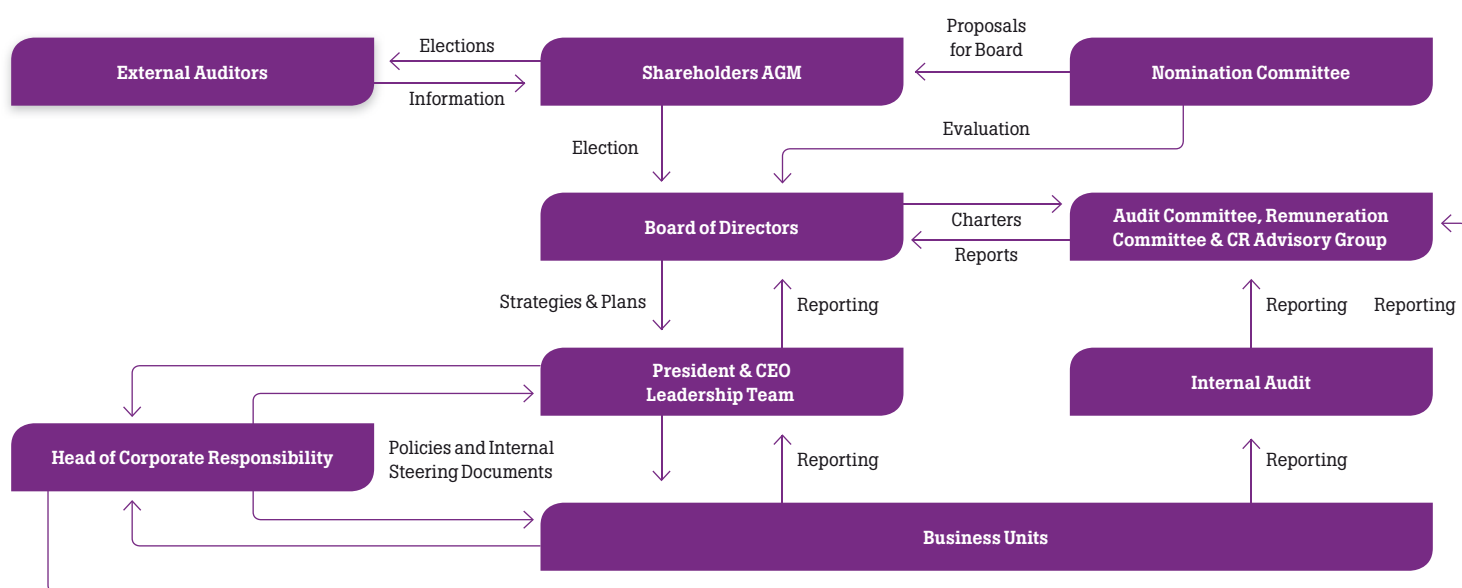 Proposals
for Board
Elections
External Auditors
Shareholders AGM
Nomination Committee
Information
Evaluation
Election
Board of Directors
Charters
Reports
Audit Committee, Remuneration
Committee & CR Advisory Group
Strategies & Plans
Reporting
Reporting
Reporting
President & CEO
Leadership Team
Internal Audit
Head of Corporate Responsibility
Policies and Internal
Steering Documents
Reporting
Reporting
Business Units